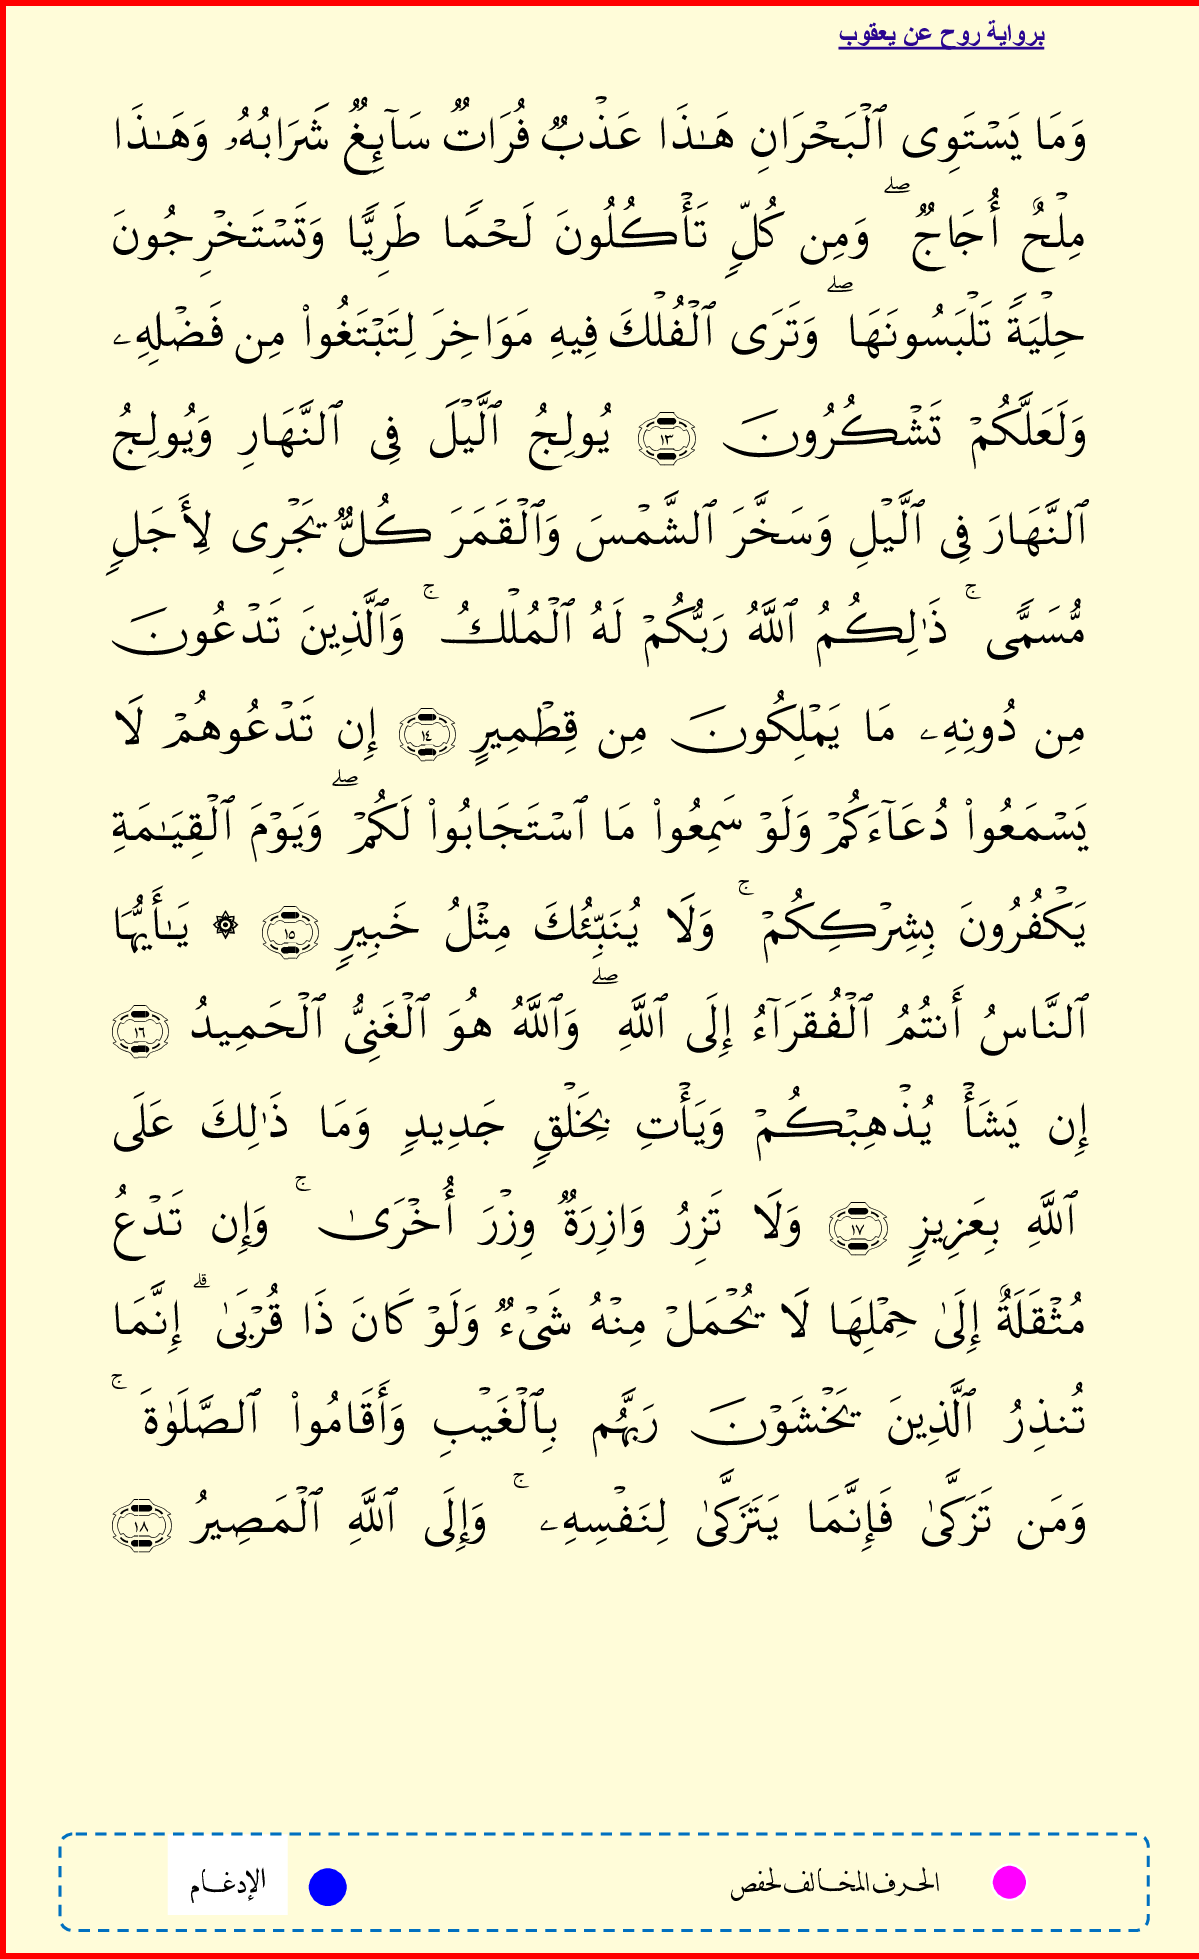 برواية روح عن يعقوب
وَمَا يَسۡتَوِى ٱلۡبَحۡرَانِ هَـٰذَا عَذۡبٞ فُرَاتٞ سَآئِغٞ شَرَابُهُۥ وَهَـٰذَا
مِلۡحٌ أُجَاجٞۖ وَمِن كُلّٖ تَأۡكُلُونَ لَحۡمٗا طَرِيّٗا وَتَسۡتَخۡرِجُونَ
حِلۡيَةٗ تَلۡبَسُونَهَاۖ وَتَرَى ٱلۡفُلۡكَ فِيهِ مَوَاخِرَ لِتَبۡتَغُواْ مِن فَضۡلِهِۦ
وَلَعَلَّكُمۡ تَشۡكُرُونَ ١٣ يُولِجُ ٱلَّيۡلَ فِى ٱلنَّهَارِ وَيُولِجُ
ٱلنَّهَارَ فِى ٱلَّيۡلِ وَسَخَّرَ ٱلشَّمۡسَ وَٱلۡقَمَرَ كُلّٞ يَجۡرِى لِأَجَلٖ
مُّسَمّٗىۚ ذَٰلِكُمُ ٱللَّهُ رَبُّكُمۡ لَهُ ٱلۡمُلۡكُۚ وَٱلَّذِينَ تَدۡعُونَ
مِن دُونِهِۦ مَا يَمۡلِكُونَ مِن قِطۡمِيرٍ ١٤ إِن تَدۡعُوهُمۡ لَا
يَسۡمَعُواْ دُعَآءَكُمۡ وَلَوۡ سَمِعُواْ مَا ٱسۡتَجَابُواْ لَكُمۡۖ وَيَوۡمَ ٱلۡقِيَـٰمَةِ
يَكۡفُرُونَ بِشِرۡكِكُمۡۚ وَلَا يُنَبِّئُكَ مِثۡلُ خَبِيرٖ ١٥ ۞ يَـٰٓأَيُّهَا
ٱلنَّاسُ أَنتُمُ ٱلۡفُقَرَآءُ إِلَى ٱللَّهِۖ وَٱللَّهُ هُوَ ٱلۡغَنِىُّ ٱلۡحَمِيدُ ١٦
إِن يَشَأۡ يُذۡهِبۡكُمۡ وَيَأۡتِ بِخَلۡقٖ جَدِيدٖ وَمَا ذَٰلِكَ عَلَى
ٱللَّهِ بِعَزِيزٖ ١٧ وَلَا تَزِرُ وَازِرَةٞ وِزۡرَ أُخۡرَىٰۚ وَإِن تَدۡعُ
مُثۡقَلَةٌ إِلَىٰ حِمۡلِهَا لَا يُحۡمَلۡ مِنۡهُ شَىۡءٞ وَلَوۡ كَانَ ذَا قُرۡبَىٰۗ إِنَّمَا
تُنذِرُ ٱلَّذِينَ يَخۡشَوۡنَ رَبَّهُم بِٱلۡغَيۡبِ وَأَقَامُواْ ٱلصَّلَوٰةَۚ
وَمَن تَزَكَّىٰ فَإِنَّمَا يَتَزَكَّىٰ لِنَفۡسِهِۦۚ وَإِلَى ٱللَّهِ ٱلۡمَصِيرُ ١٨
الحرف المخالف لحفص
الإدغام